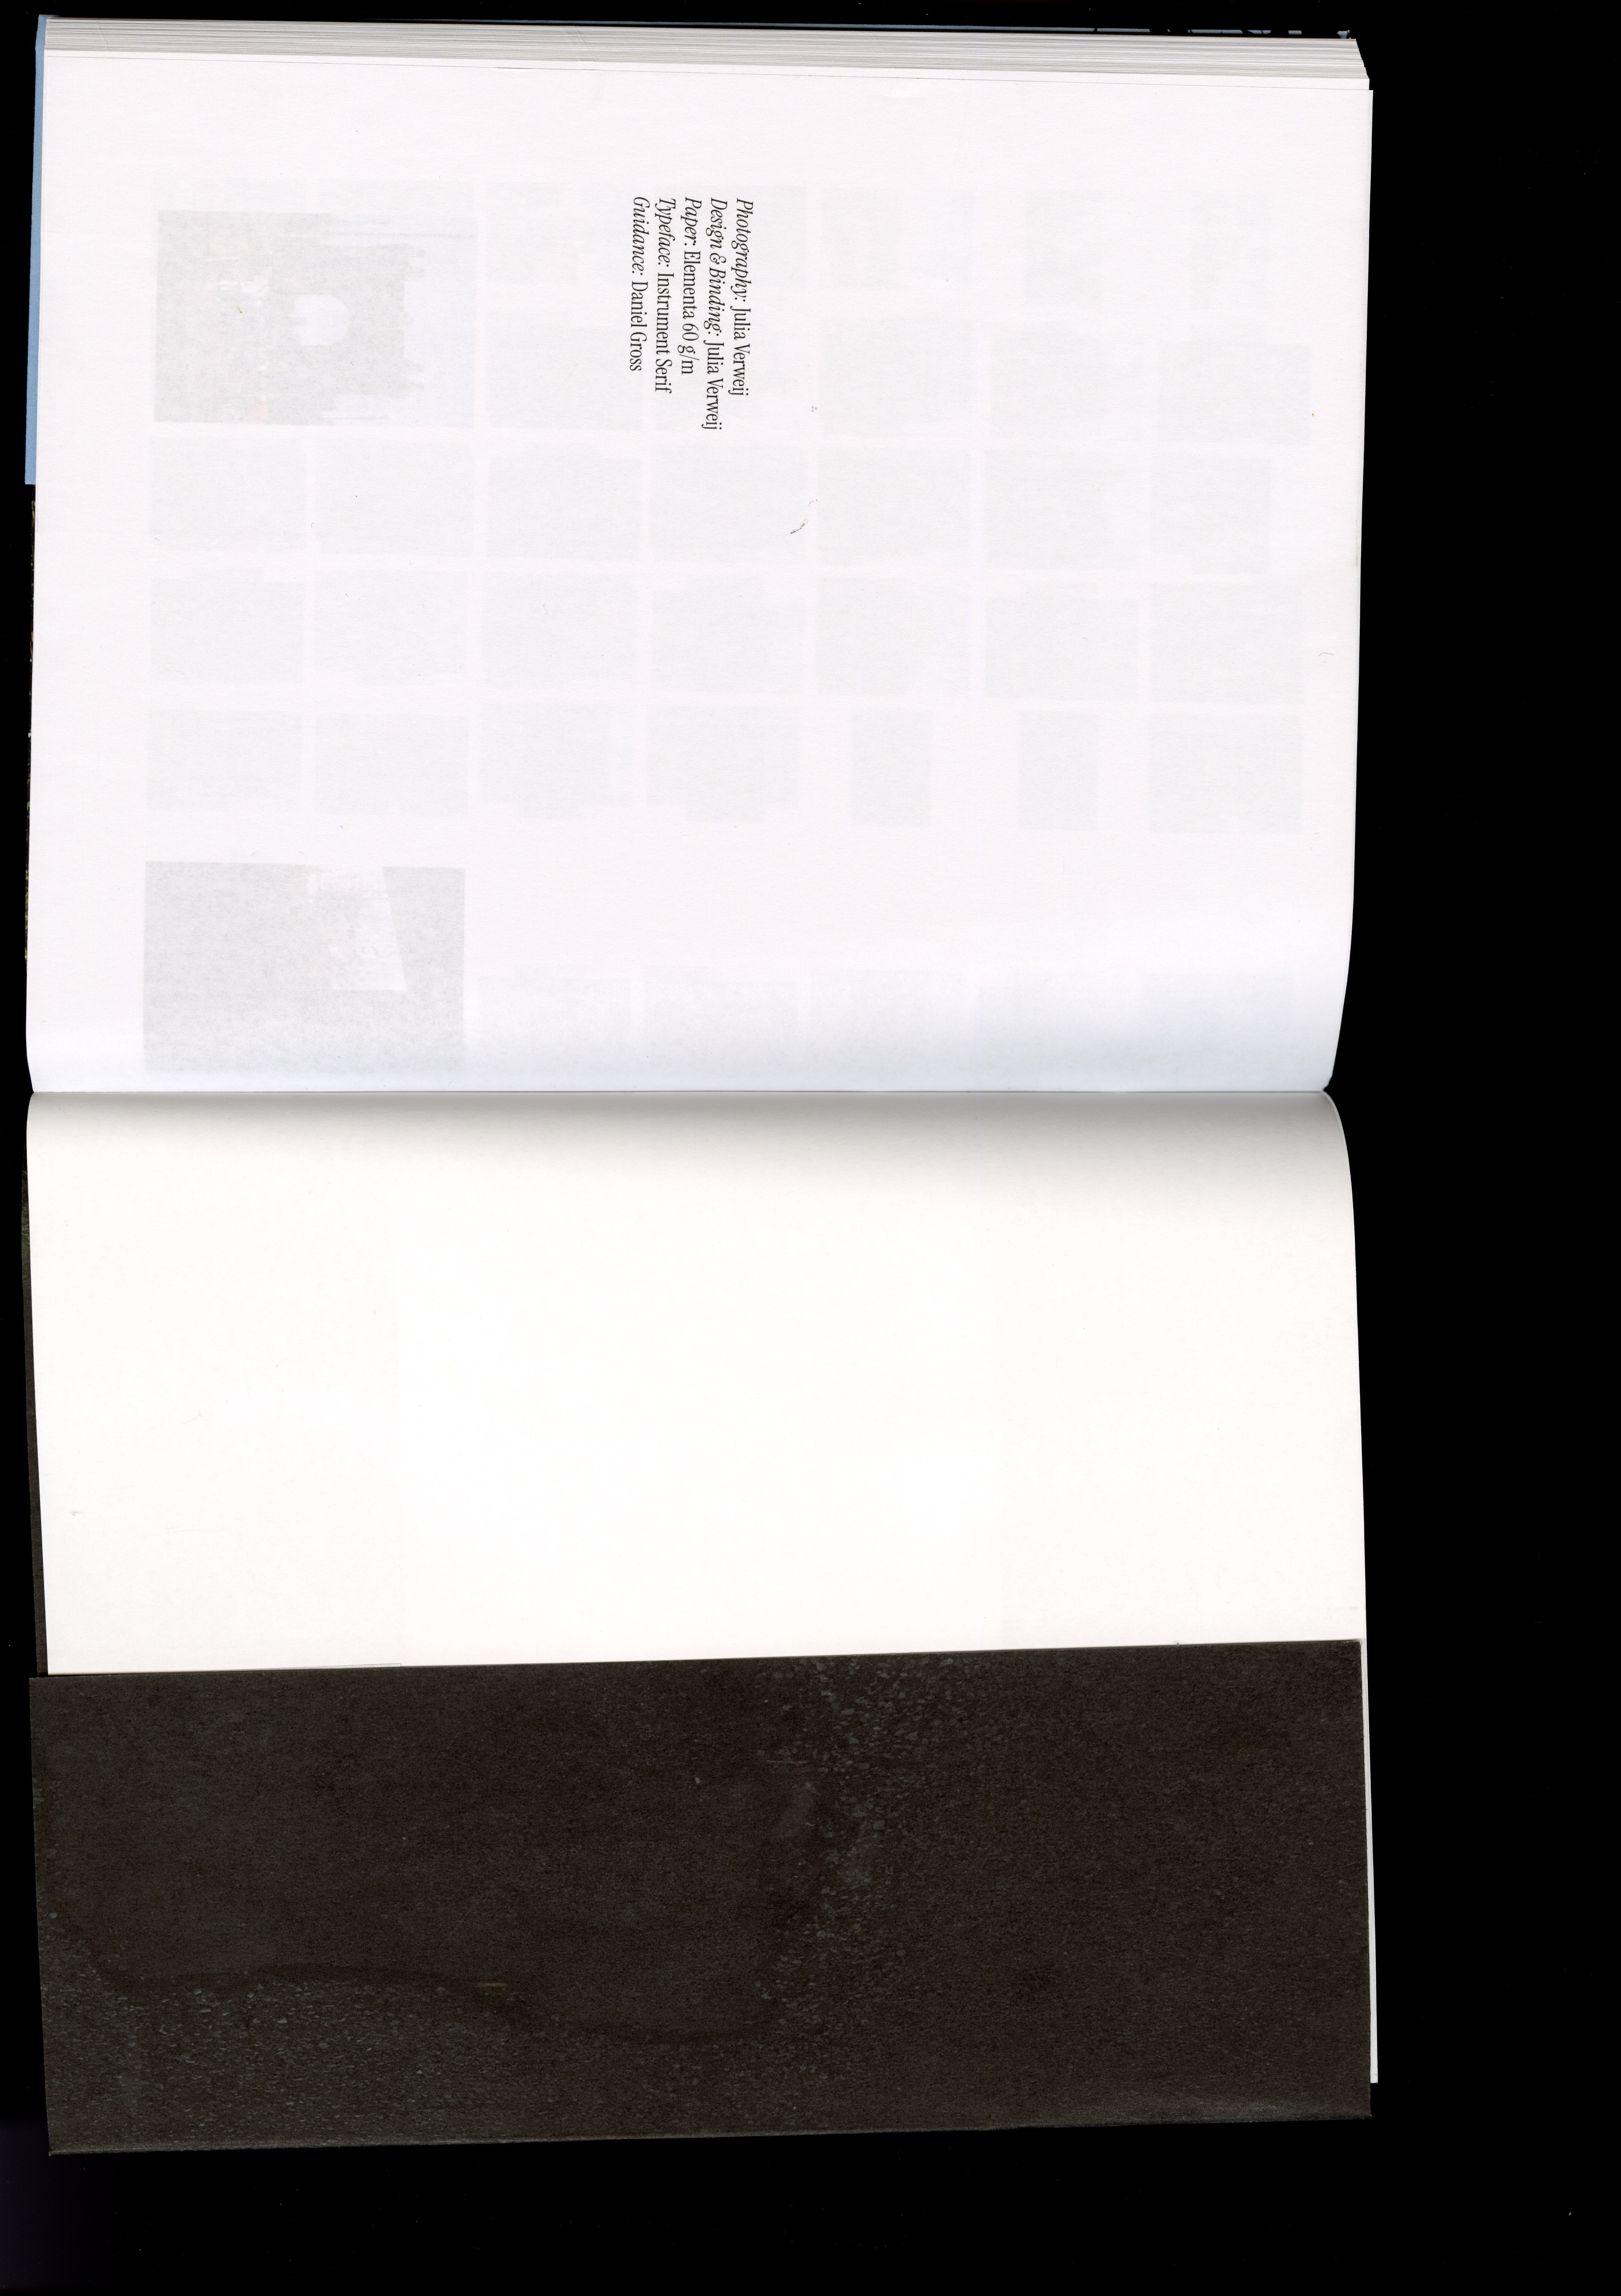 Photography: Julia Verweij
Design & Binding: Julia Verweij
Paper: Elementa 60 g/m
Typeface: Instrument Serif
Guidance: Daniel Gross